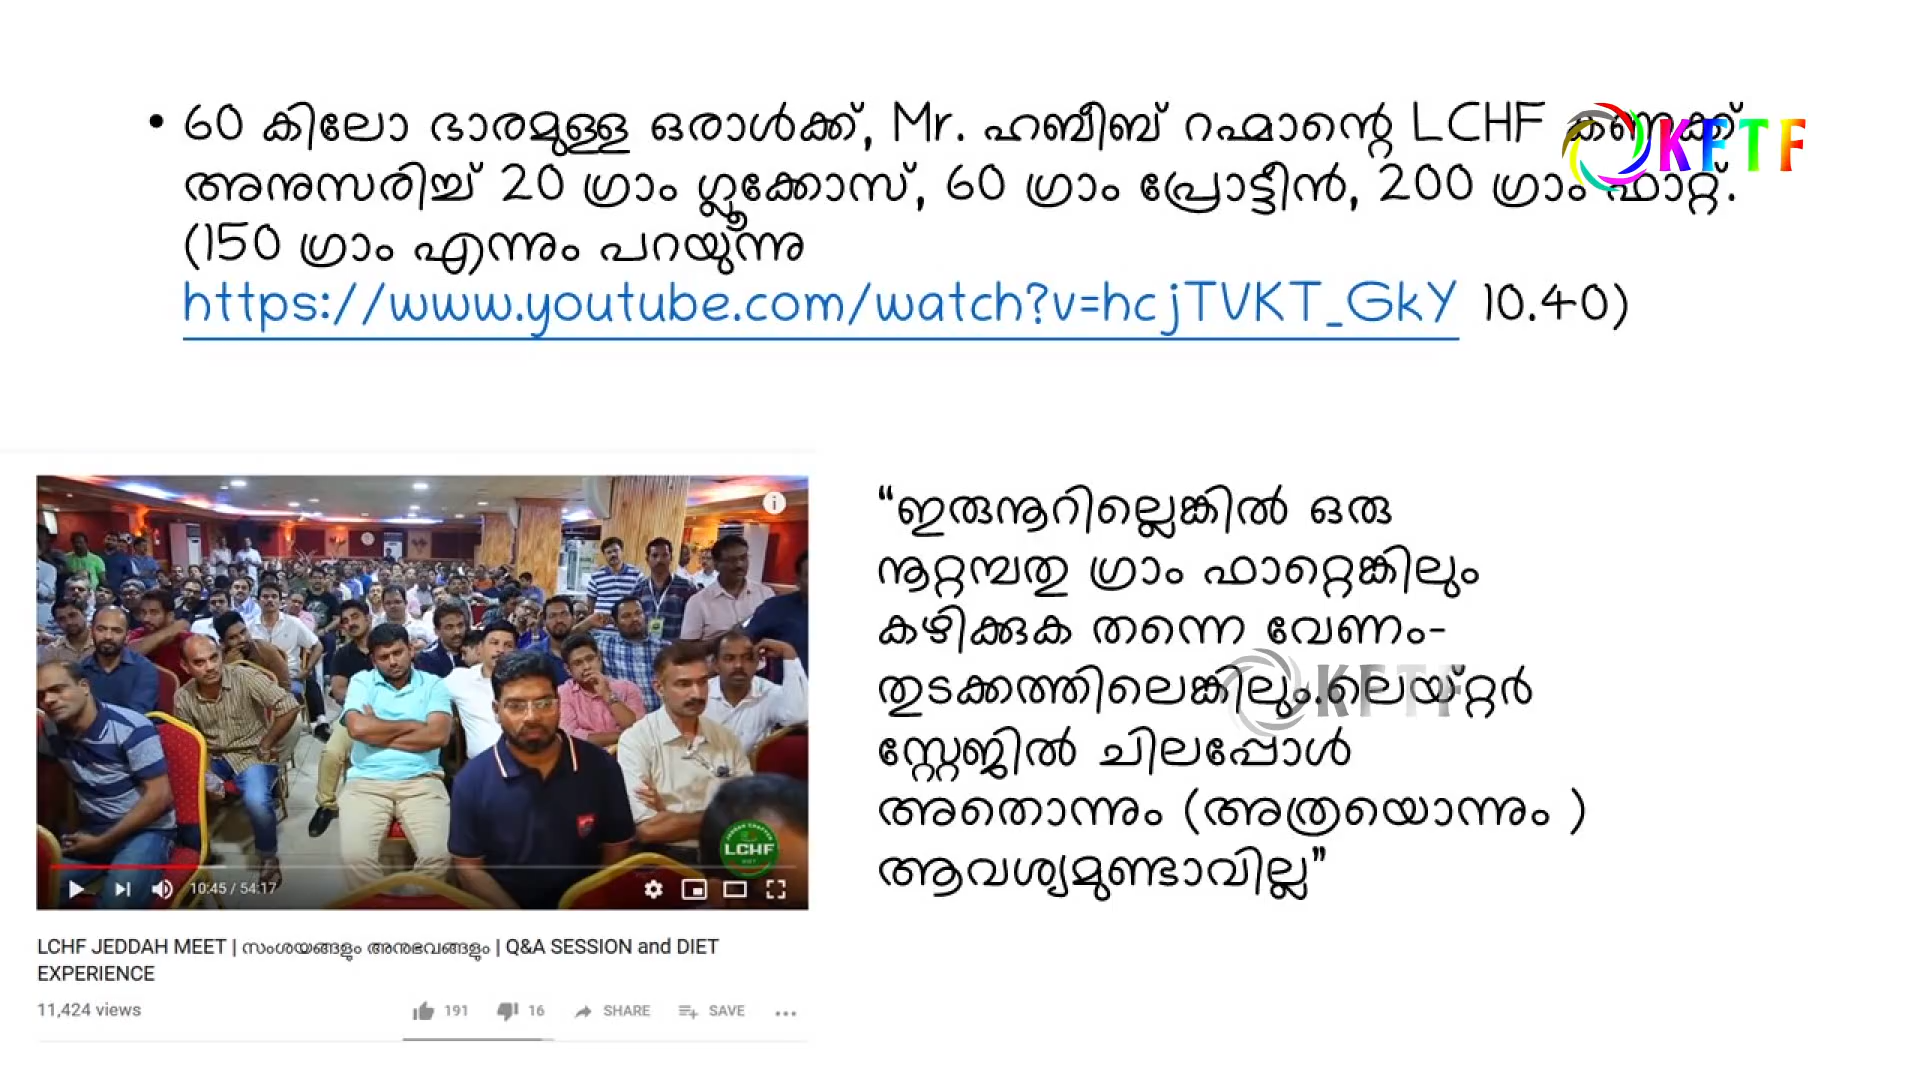 • 60 കിലോ ഭാരമുള്ള ഒരാൾക്ക്, Mr. ഹബീബ് റഹ്മാന്റെ LCHF കണക്ക്
അനുസരിച്ച് 20 ഗ്രാം ഗ്ലൂക്കോസ്, 60 ഗ്രാം പ്രോട്ടീൻ, 200 ഗ്രാം ഫാറ്റ്.
(150 ഗ്രാം എന്നും പറയുന്നു
https://www.youtube.com/watch?v=hcjTVKT_GkY 10.40)
KFTF
“ഇരുനൂറില്ലെങ്കിൽ ഒരു
നൂറ്റമ്പതു ഗ്രാം ഫാറ്റെങ്കിലും
കഴിക്കുക തന്നെ വേണം-
തുടക്കത്തിലെങ്കിലും.ലെയ്റ്റർ
സ്റ്റേജിൽ ചിലപ്പോൾ
അതൊന്നും (അത്രയൊന്നും )
ആവശ്യമുണ്ടാവില്ല”
KFTF
LCHF
10:45 / 54:17
LCHF JEDDAH MEET | സംശയങ്ങളും അനുഭവങ്ങളും | Q&A SESSION and DIET
EXPERIENCE
11,424 views 191 16 SHARE SAVE